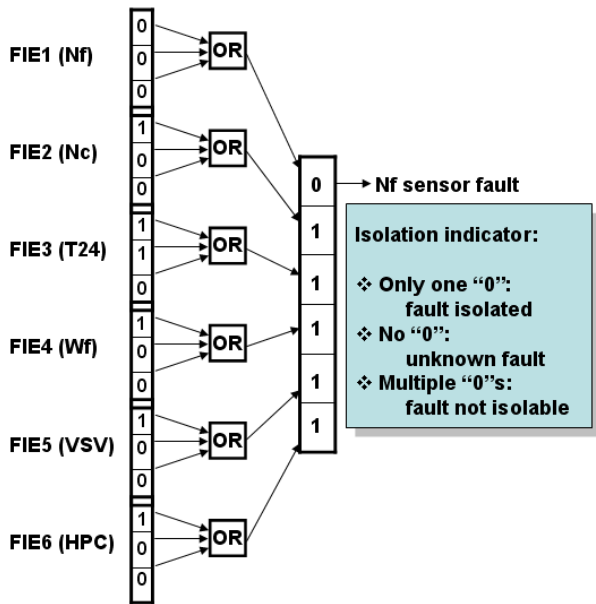 FIE1 (Nf)
0
0
0
OR
FIE2 (Nc)
1
0
0
OR
FIE3 (T24)
1
1
0
OR
FIE4 (Wf)
1
0
0
OR
FIE5 (VSV)
1
0
0
OR
FIE6 (HPC)
1
0
0
OR
0
1
1
1
1
1
Nf sensor fault
Isolation indicator:
❖ Only one “0”:
fault isolated
❖ No “0”:
unknown fault
❖ Multiple “0”s:
fault not isolable